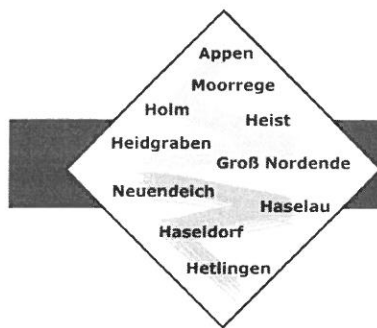 Appen
Moorrege
Holm
Heist
Heidgraben
Groß Nordende
Neuendeich
Haselau
Haseldorf
Hetlingen